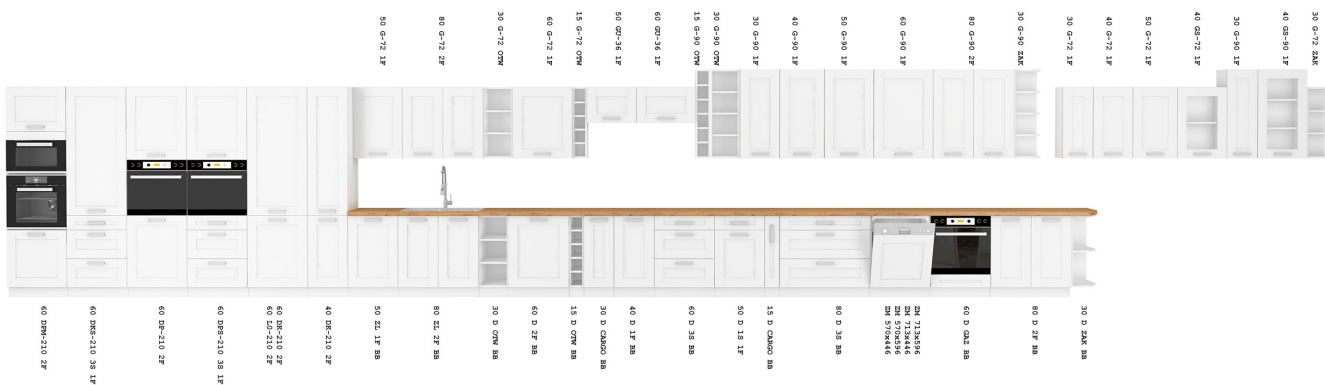 50 G-72 1F
80 G-72 2F
30 G-72 OTW
60 G-72 1F
15 G-72 OTW
50 GU-36 1F
60 GU-36 1F
15 G-90 OTW
30 G-90 OTW
30 G-90 1F
40 G-90 1F
50 G-90 1F
60 G-90 1F
80 G-90 2F
30 G-90 ZAK
30 G-72 1F
40 G-72 1F
50 G-72 1F
40 GS-72 1F
30 G-90 1F
40 GS-90 1F
30 G-72 ZAK
60 DPM-210 2F
60 DKS-210 3S 1F
60 DP-210 2F
60 DPS-210 3S 1F
60 DK-210 2F
60 LO-210 2F
40 DK-210 2F
50 ZL 1F BB
80 ZL 2F BB
30 D OTW BB
60 D 2F BB
15 D OTW BB
30 D CARGO BB
40 D 1F BB
60 D 3S BB
50 D 1S 1F
15 D CARGO BB
80 D 3S BB
ZM 713x596
ZM 713x446
ZM 570x596
ZM 570x446
60 D GAZ BB
80 D 2F BB
30 D ZAK BB